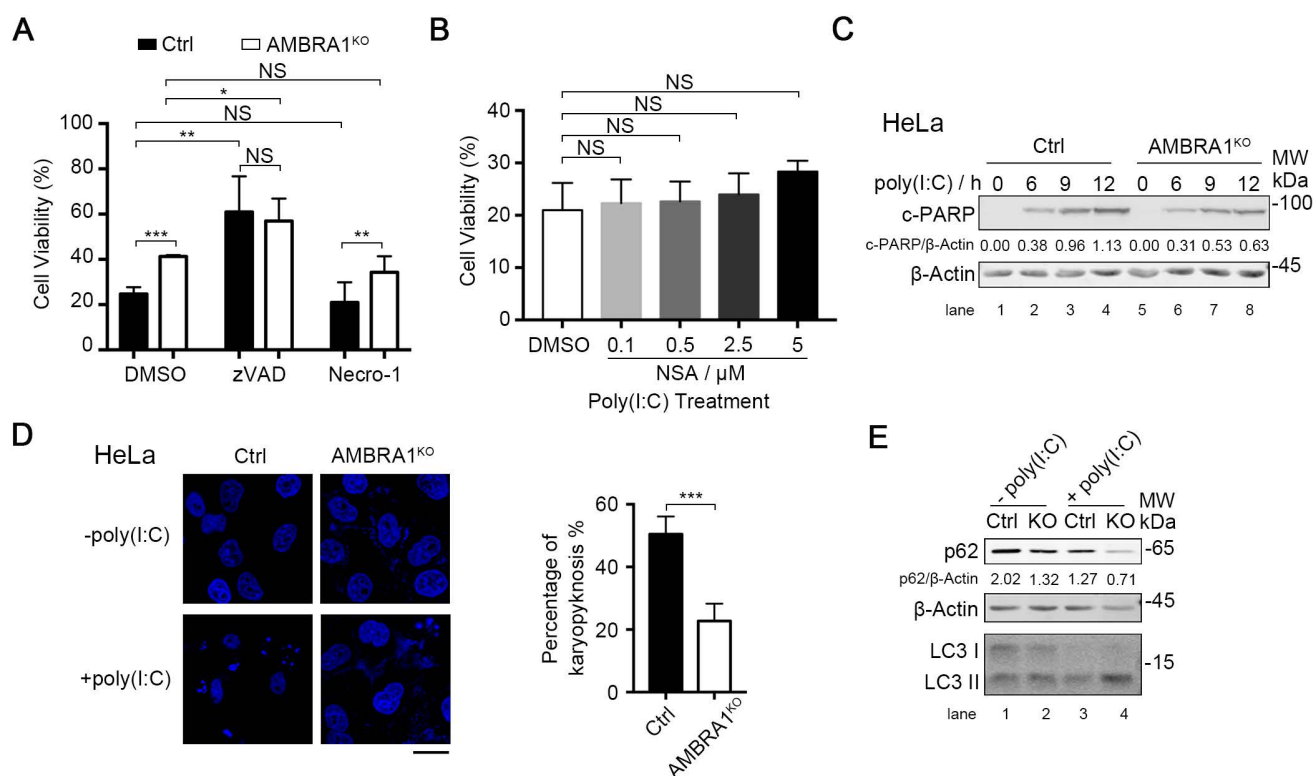 A
Ctrl
AMBRA1KO
NS
*
NS
**
NS
***
**
Cell Viability (%)
100
80
60
40
20
0
DMSO
zVAD
Necro-1
B
NS
NS
NS
NS
Cell Viability (%)
40
30
20
10
0
DMSO
0.1
0.5
2.5
5
NSA / μM
Poly(I:C) Treatment
C
HeLa
Ctrl
AMBRA1KO
MW
kDa
poly(I:C) / h 0 6 9 12 0 6 9 12
c-PARP
-100
c-PARP/β-Actin 0.00 0.38 0.96 1.13 0.00 0.31 0.53 0.63
β-Actin
-45
lane 1 2 3 4 5 6 7 8
D
HeLa
Ctrl
AMBRA1KO
-poly(I:C)
+poly(I:C)
Percentage of
karyopyknosis %
60
40
20
0
***
Ctrl
AMBRA1KO
E
- poly(I:C)
+ poly(I:C)
MW
kDa
Ctrl KO Ctrl KO
p62
-65
p62/β-Actin 2.02 1.32 1.27 0.71
β-Actin
-45
LC3 I
-15
LC3 II
lane 1 2 3 4